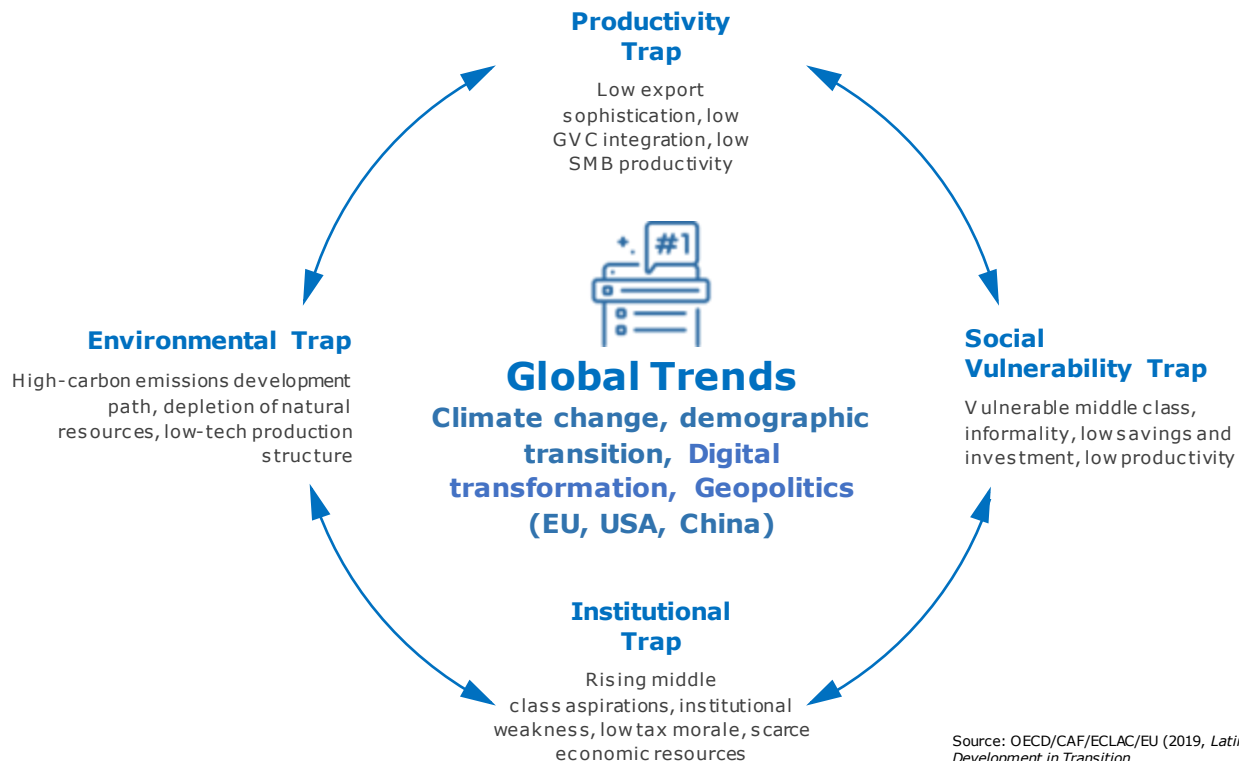 Productivity
Trap
Low export
sophistication, low
GVC integration, low
SMB productivity
#1
Environmental Trap
High-carbon emissions development
path, depletion of natural
resources, low-tech production
structure
Global Trends
Climate change, demographic
transition, Digital
transformation, Geopolitics
(EU, USA, China)
Social
Vulnerability Trap
Vulnerable middle class,
informality, low savings and
investment, low productivity
Institutional
Trap
Rising middle
class aspirations, institutional
weakness, low tax morale, scarce
economic resources
Source: OECD/CAF/ECLAC/EU (2019,
Development in Transition